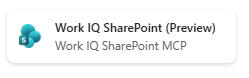 Work IQ SharePoint (Preview)
Work IQ SharePoint MCP